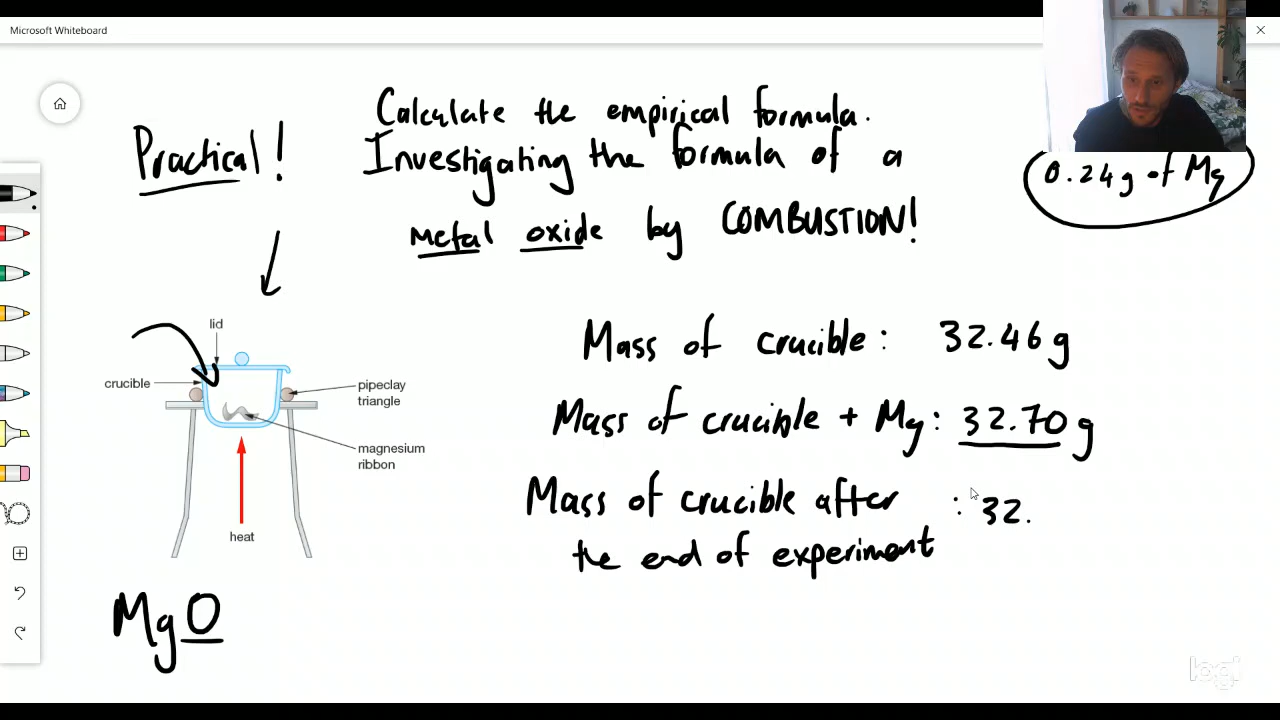 Microsoft Whiteboard
Practical!
Calculate the empirical formula.
Investigating the formula of a
metal oxide by COMBUSTION!
0.24g of Mg
lid
crucible
pipeclay
triangle
magnesium
ribbon
heat
MgO
Mass of crucible: 32.46g
Mass of crucible + Mg: 32.70g
Mass of crucible after : 32.
the end of experiment